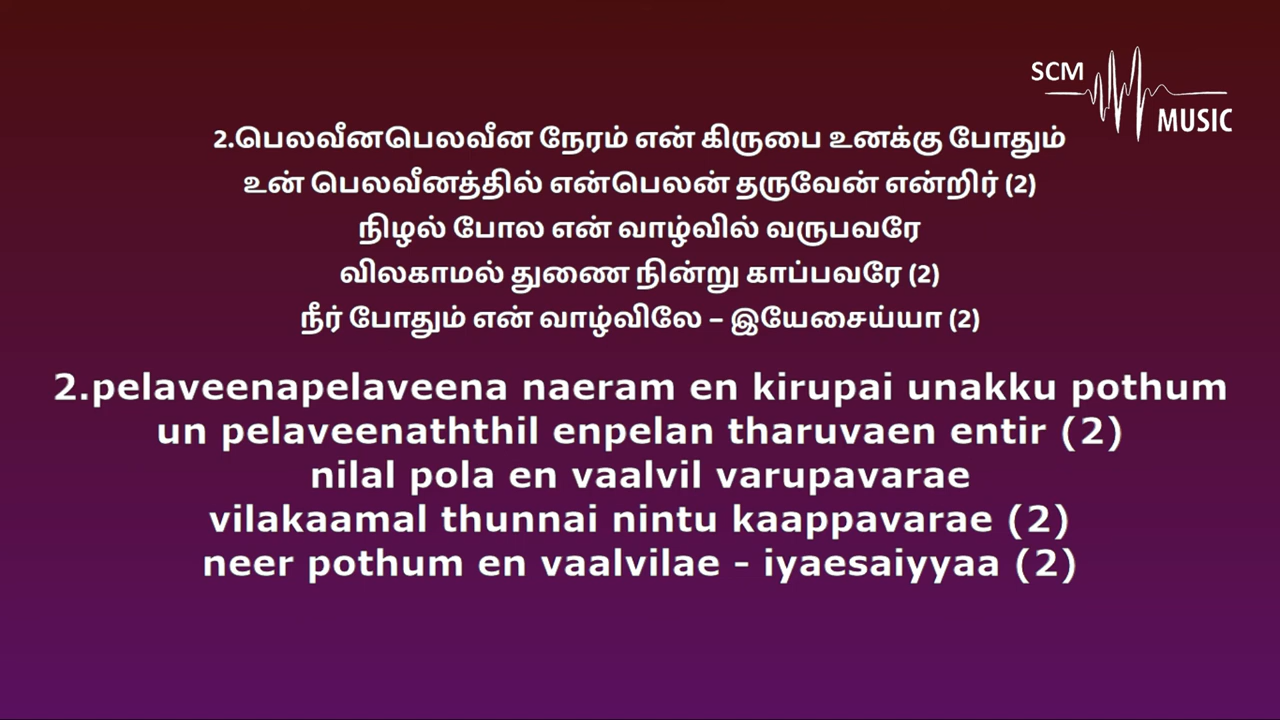 SCM
MUSIC
2.பெலவீனபெலவீன நேரம் என் கிருபை உனக்கு போதும்
உன் பெலவீனத்தில் என்பெலன் தருவேன் என்றிர் (2)
நிழல் போல என் வாழ்வில் வருபவரே
விலகாமல் துணை நின்று காப்பவரே (2)
நீர் போதும் என் வாழ்விலே – இயேசைய்யா (2)
2.pelaveenapelaveena naeram en kirupai unakku pothum
un pelaveenaththil enpelan tharuvaen entir (2)
nilal pola en vaalvil varupavarae
vilakaamal thunnai nintu kaappavarae (2)
neer pothum en vaalvilae - iyaesaiyyaa (2)